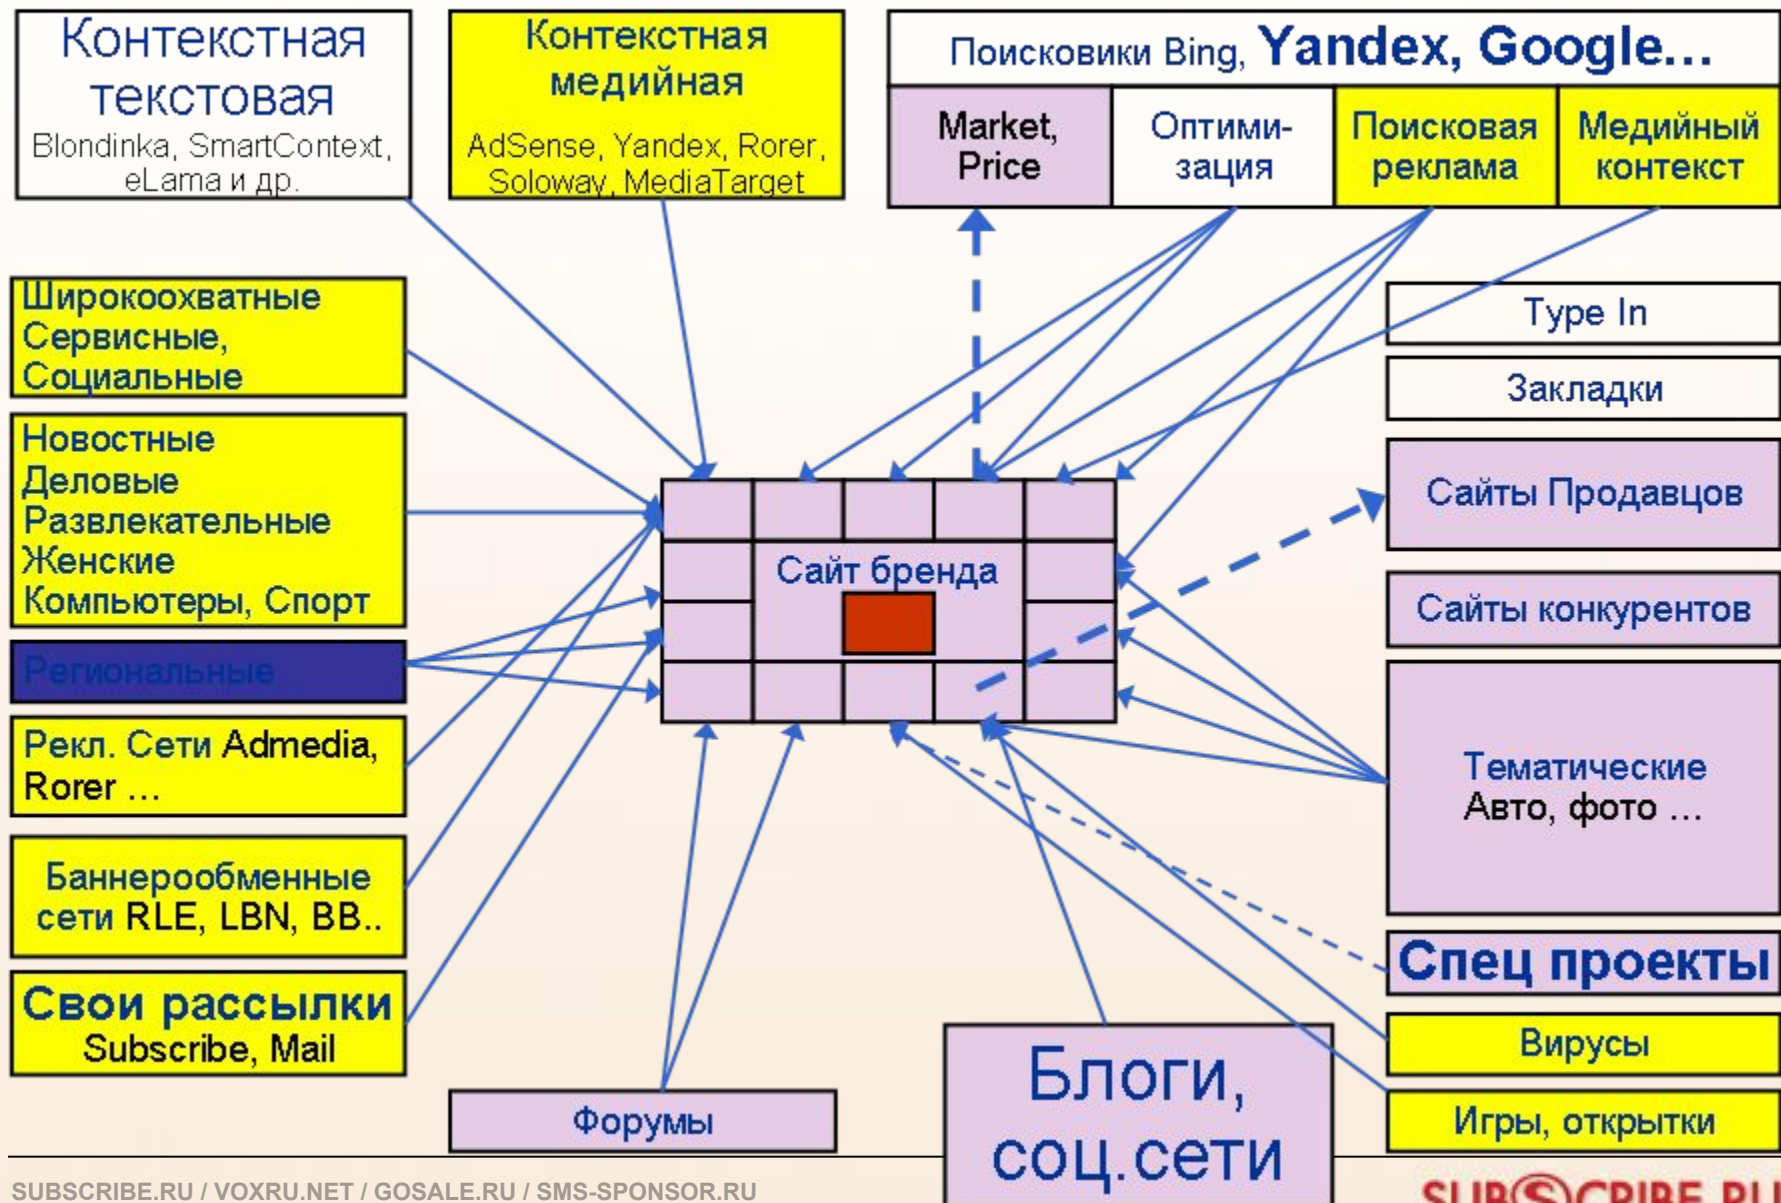 Контекстная
текстовая
Blondinka, SmartContext,
eLama и др.
Контекстная
медийная
AdSense, Yandex, Rorer,
Soloway, MediaTarget
Поисковики Bing, Yandex, Google...
Market,
Price
Оптими-
зация
Поисковая
реклама
Медийный
контекст
Широкоохватные
Сервисные,
Социальные
Новостные
Деловые
Развлекательные
Женские
Компьютеры, Спорт
Региональные
Рекл. Сети Admedia,
Rorer ...
Баннерообменные
сети RLE, LBN, BB..
Свои рассылки
Subscribe, Mail
Сайт бренда
Type In
Закладки
Сайты Продавцов
Сайты конкурентов
Тематические
Авто, фото ...
Спец проекты
Вирусы
Игры, открытки
Форумы
Блоги,
соц.сети
SUBSCRIBE.RU / VOXRU.NET / GOSALE.RU / SMS-SPONSOR.RU
SUBSCRIBE.RU